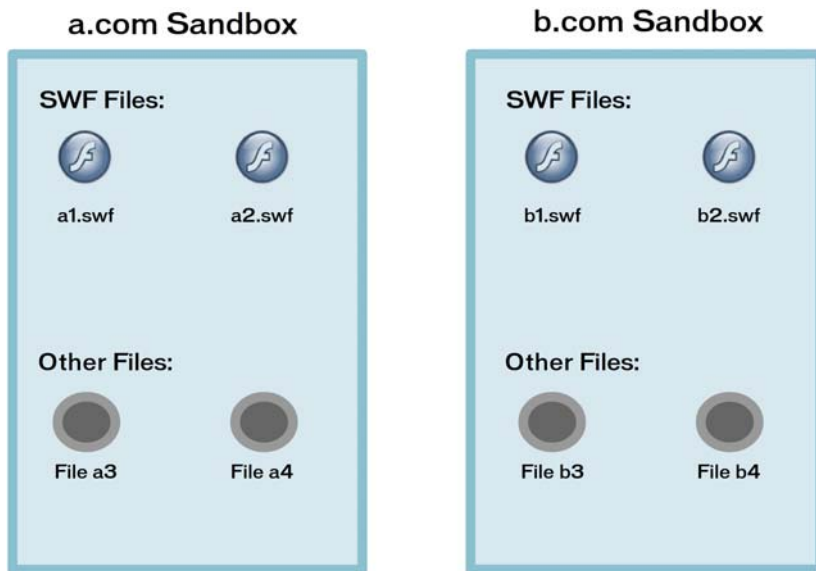 a.com Sandbox
SWF Files:
a1.swf
a2.swf
Other Files:
File a3
File a4
b.com Sandbox
SWF Files:
b1.swf
b2.swf
Other Files:
File b3
File b4